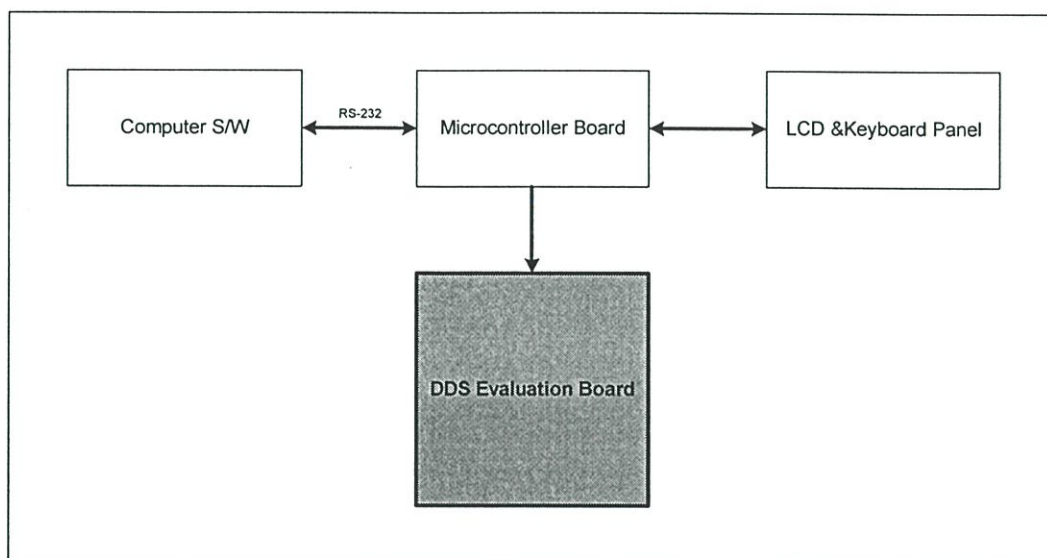 Computer S/W
RS-232
Microcontroller Board
LCD &Keyboard Panel
DDS Evaluation Board